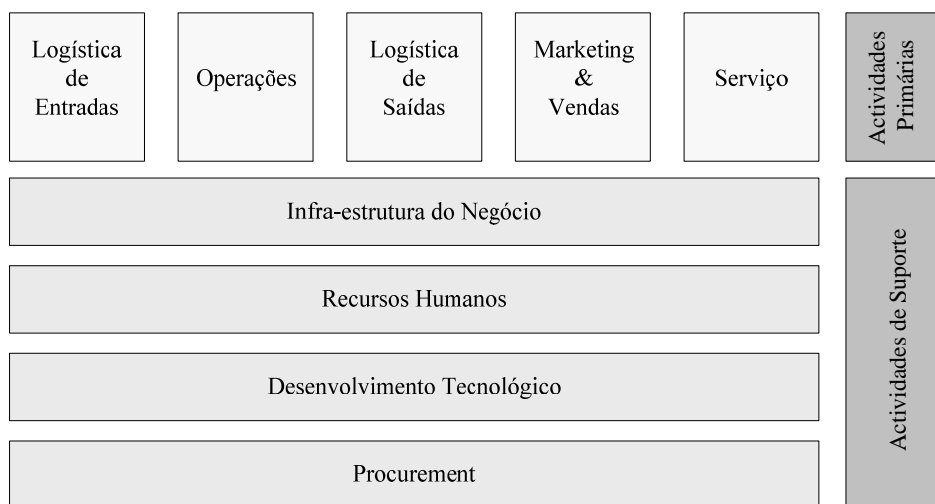 Logística
de
Entradas
Operações
Logística
de
Saídas
Marketing
&
Vendas
Serviço
Actividades
Primárias
Infra-estrutura do Negócio
Recursos Humanos
Desenvolvimento Tecnológico
Procurement
Actividades de Suporte